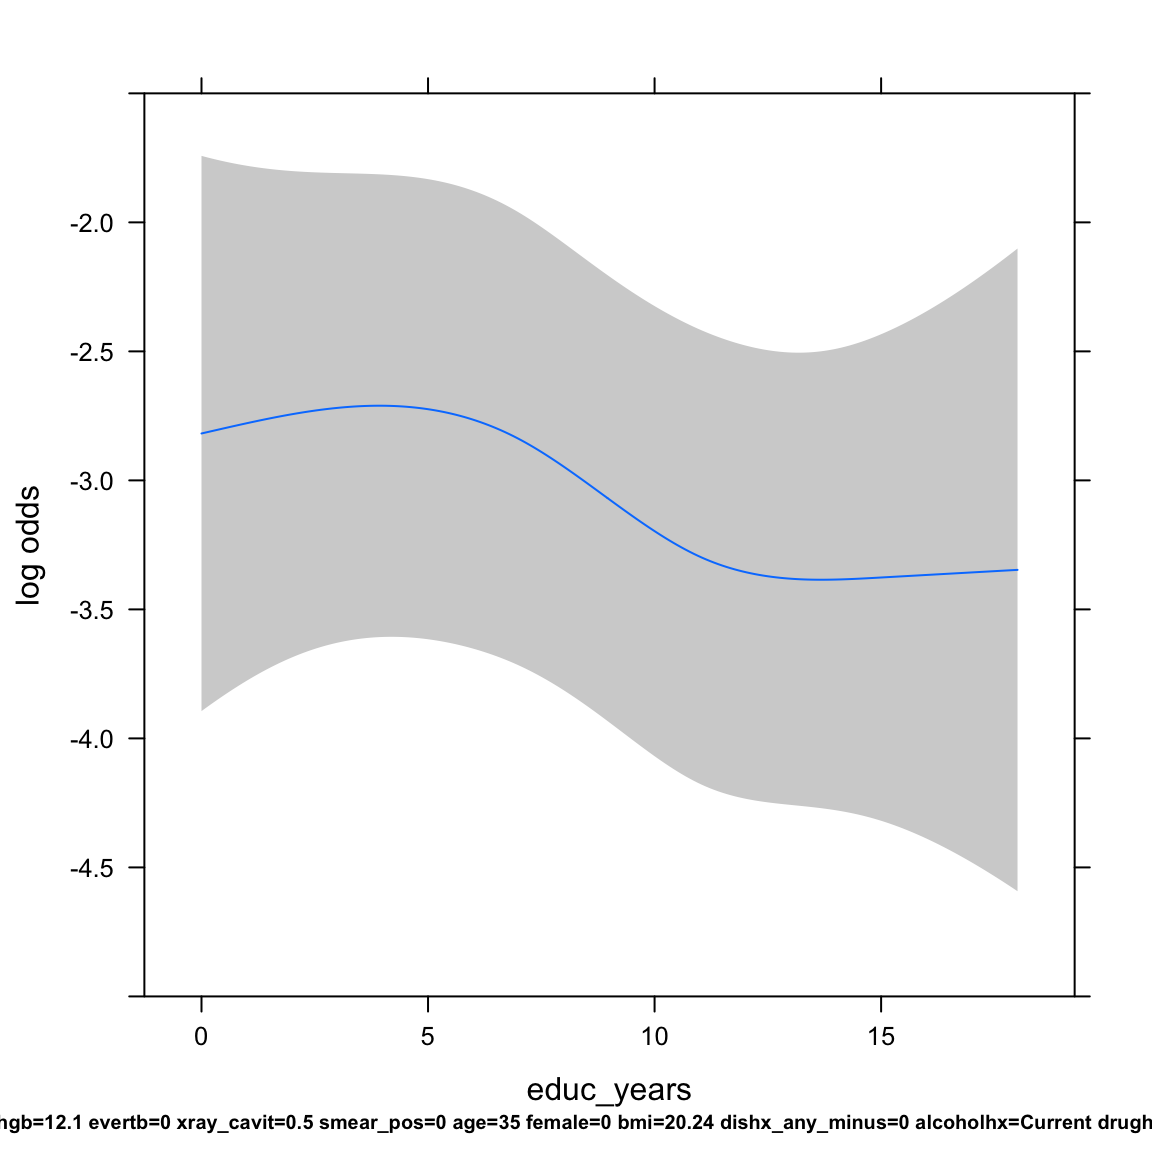 -2.0
-2.5
-3.0
-3.5
-4.0
-4.5
log odds
0 5 10 15
educ_years
hgb=12.1 evertb=0 xray_cavit=0.5 smear_pos=0 age=35 female=0 bmi=20.24 dishx_any_minus=0 alcoholhx=Current drugh